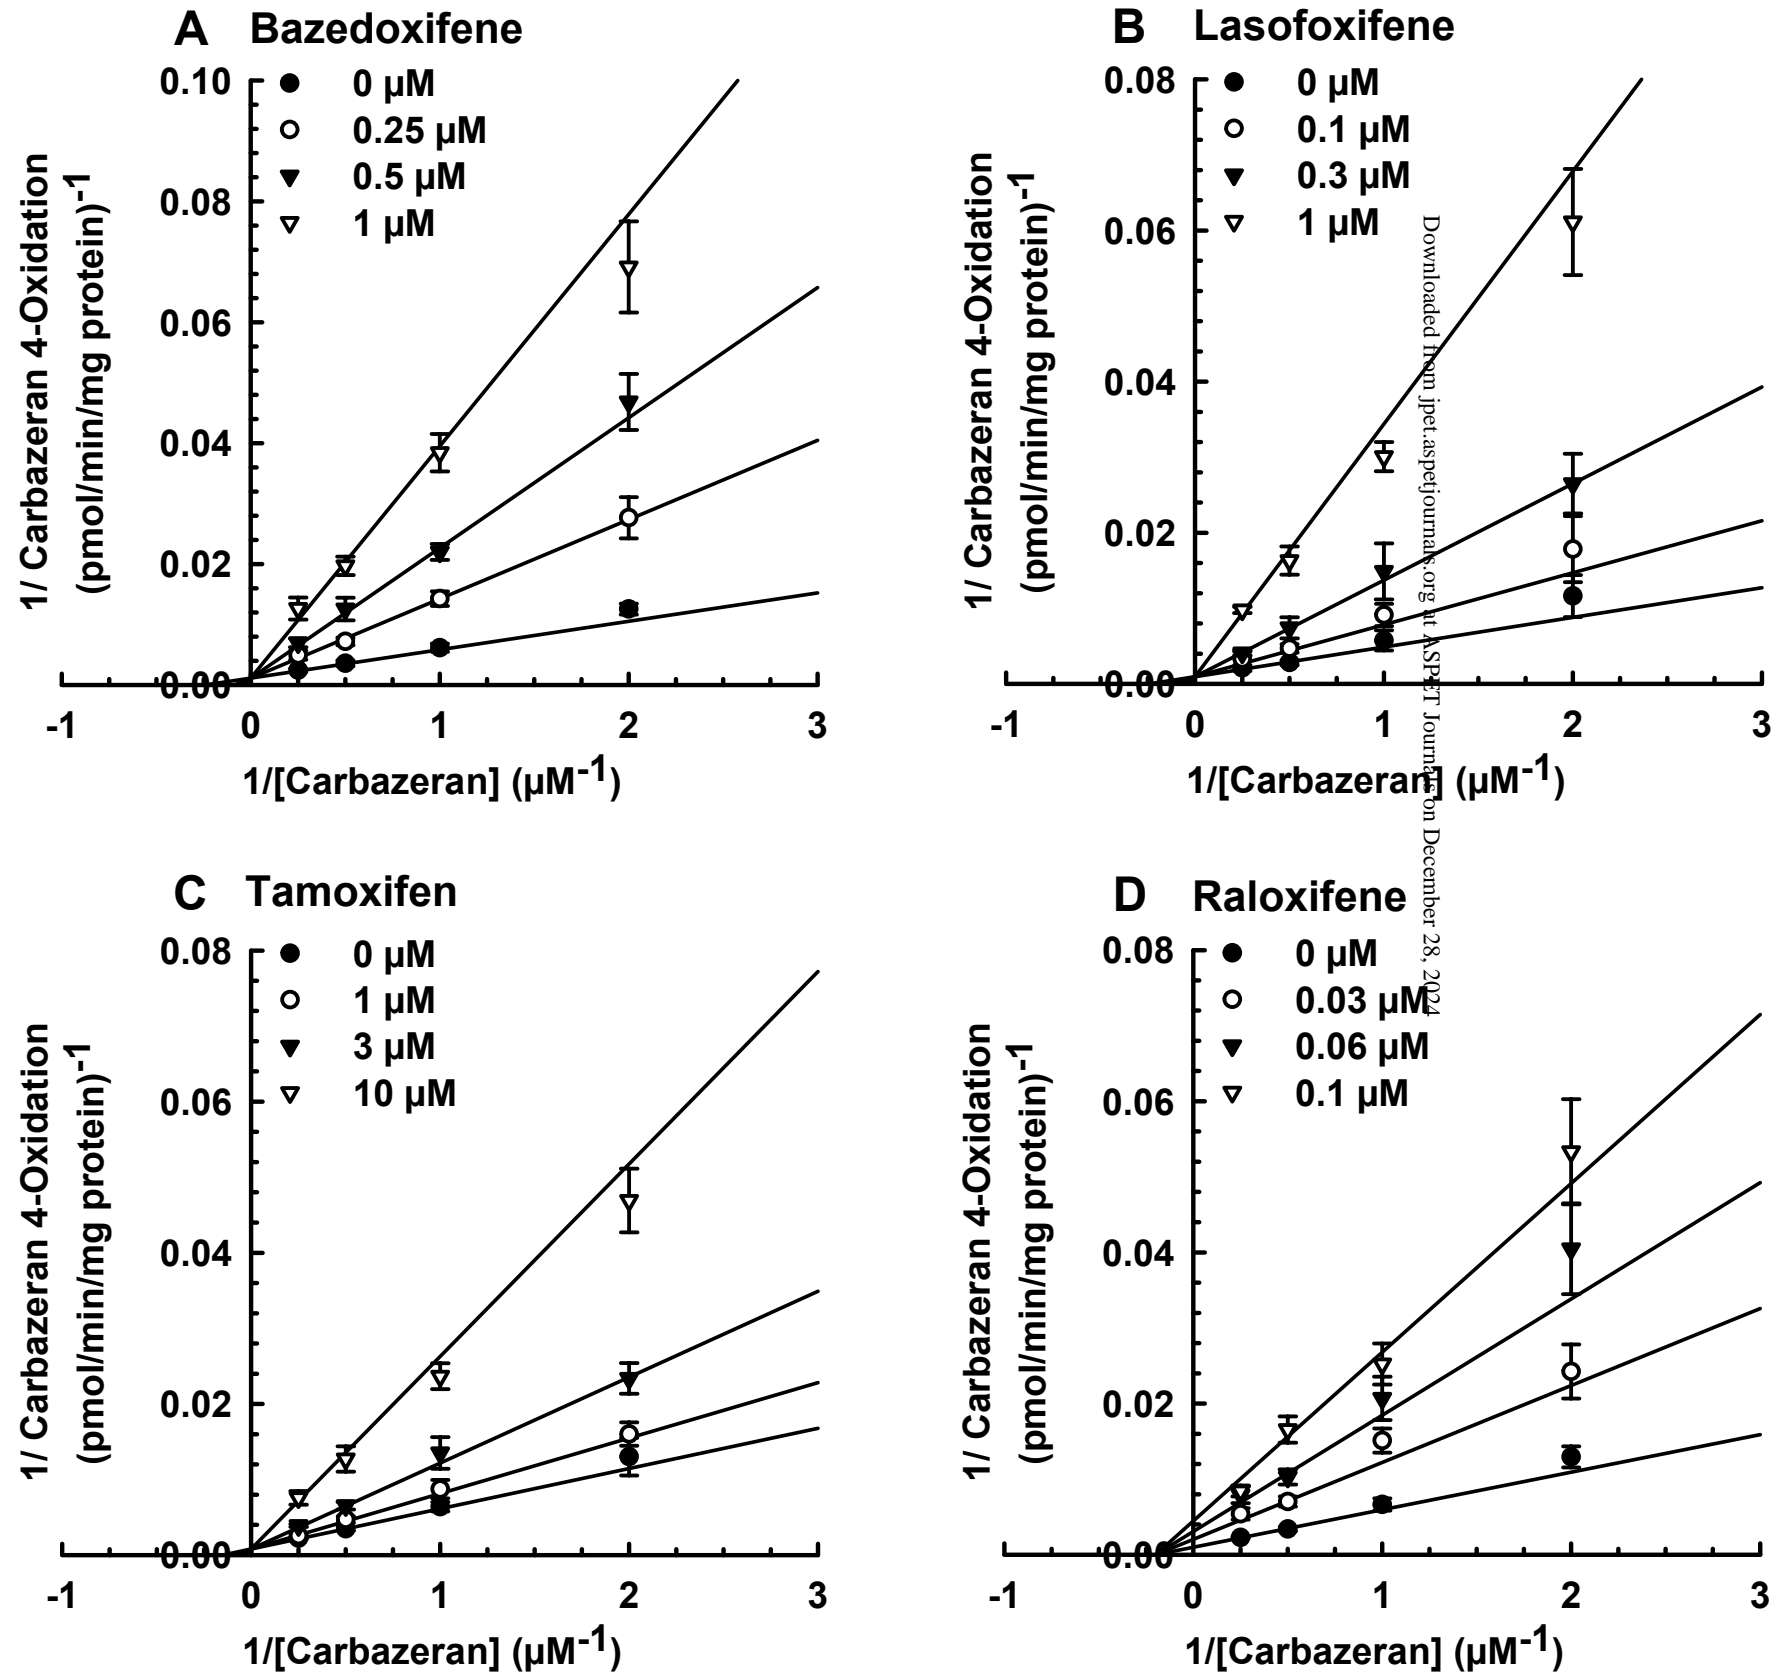 A Bazedoxifene
0 µM
0.25 µM
0.5 µM
1 µM
0.10
0.08
0.06
0.04
0.02
0.00
-1 0 1 2 3
1/ Carbazeran 4-Oxidation
(pmol/min/mg protein)-1
1/[Carbazeran] (µM-1)
B Lasofoxifene
0 µM
0.1 µM
0.3 µM
1 µM
0.08
0.06
0.04
0.02
0.00
-1 0 1 2 3
1/ Carbazeran 4-Oxidation
(pmol/min/mg protein)-1
1/[Carbazeran] (µM-1)
Downloaded from jpet.aspetjournals.org at ASPET Journals on December 28, 2024
C Tamoxifen
0 µM
1 µM
3 µM
10 µM
0.08
0.06
0.04
0.02
0.00
-1 0 1 2 3
1/ Carbazeran 4-Oxidation
(pmol/min/mg protein)-1
1/[Carbazeran] (µM-1)
D Raloxifene
0 µM
0.03 µM
0.06 µM
0.1 µM
0.08
0.06
0.04
0.02
0.00
-1 0 1 2 3
1/ Carbazeran 4-Oxidation
(pmol/min/mg protein)-1
1/[Carbazeran] (µM-1)